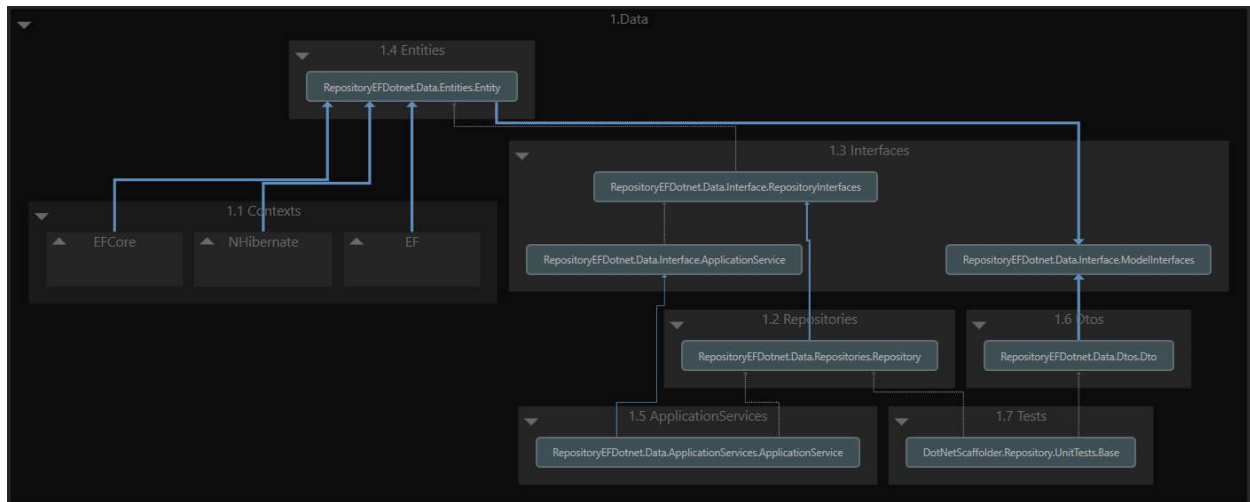 1.Data
1.4 Entities
RepositoryEFDotnet.Data.Entities.Entity
1.3 Interfaces
RepositoryEFDotnet.Data.Interface.RepositoryInterfaces
1.1 Contexts
EFCore
NHibernate
EF
RepositoryEFDotnet.Data.Interface.ApplicationService
RepositoryEFDotnet.Data.Interface.ModelInterfaces
1.2 Repositories
1.6 Dtos
RepositoryEFDotnet.Data.Repositories.Repository
RepositoryEFDotnet.Data.Dtos.Dto
1.5 ApplicationServices
1.7 Tests
RepositoryEFDotnet.Data.ApplicationServices.ApplicationService
DotNetScaffolder.Repository.UnitTests.Base